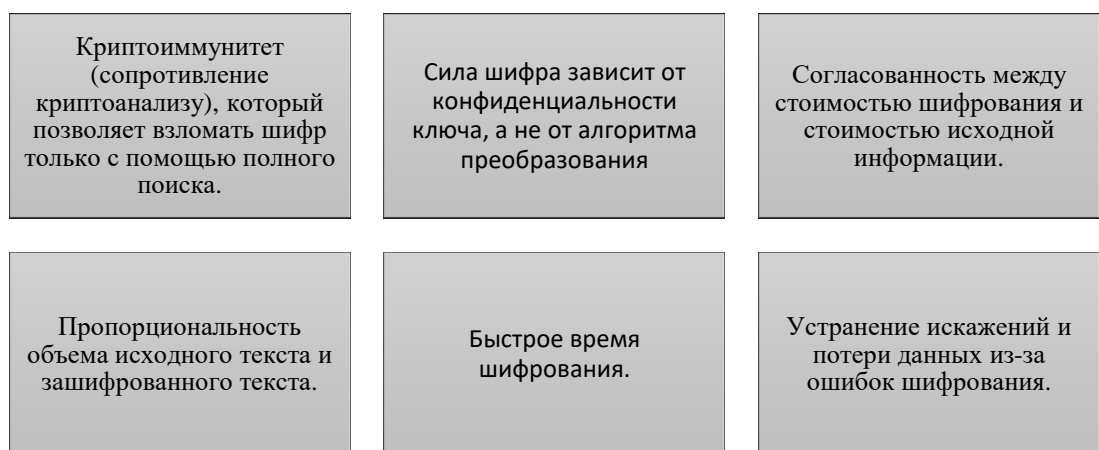 Криптоиммунитет
(сопротивление
криптоанализу), который
позволяет взломать шифр
только с помощью полного
поиска.
Сила шифра зависит от
конфиденциальности
ключа, а не от алгоритма
преобразования
Согласованность между
стоимостью шифрования и
стоимостью исходной
информации.
Пропорциональность
объема исходного текста и
зашифрованного текста.
Быстрое время
шифрования.
Устранение искажений и
потери данных из-за
ошибок шифрования.